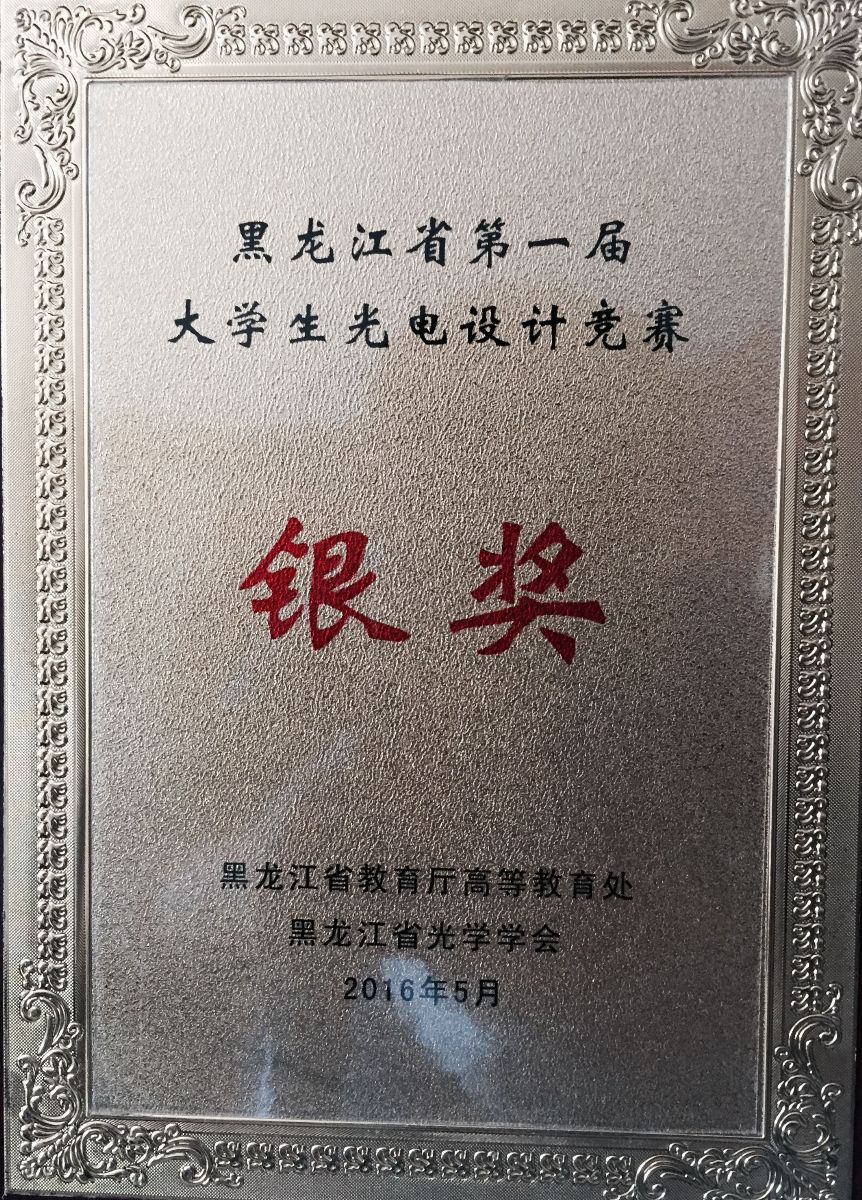 黑龙江省第一届
大学生光电设计竞赛
银奖
黑龙江省教育厅高等教育处
黑龙江省光学学会
2016年5月